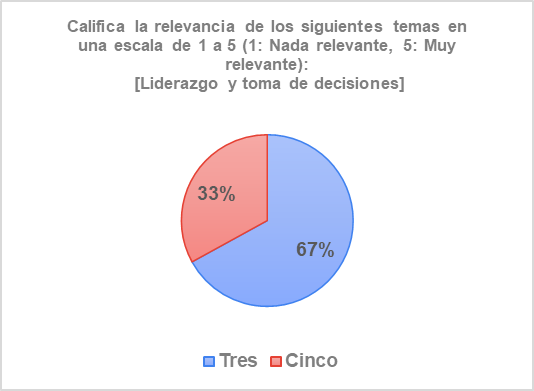 Califica la relevancia de los siguientes temas en
una escala de 1 a 5 (1: Nada relevante, 5: Muy
relevante):
[Liderazgo y toma de decisiones]
33%
67%
Tres Cinco